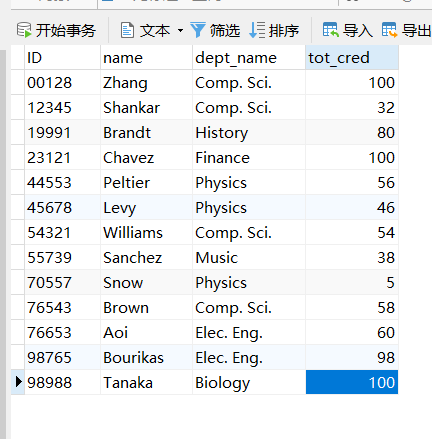 开始事务 文本 筛选 排序 导入 导出
ID name dept_name tot_cred
00128 Zhang Comp. Sci. 100
12345 Shankar Comp. Sci. 32
19991 Brandt History 80
23121 Chavez Finance 100
44553 Peltier Physics 56
45678 Levy Physics 46
54321 Williams Comp. Sci. 54
55739 Sanchez Music 38
70557 Snow Physics 5
76543 Brown Comp. Sci. 58
76653 Aoi Elec. Eng. 60
98765 Bourikas Elec. Eng. 98
98988 Tanaka Biology 100